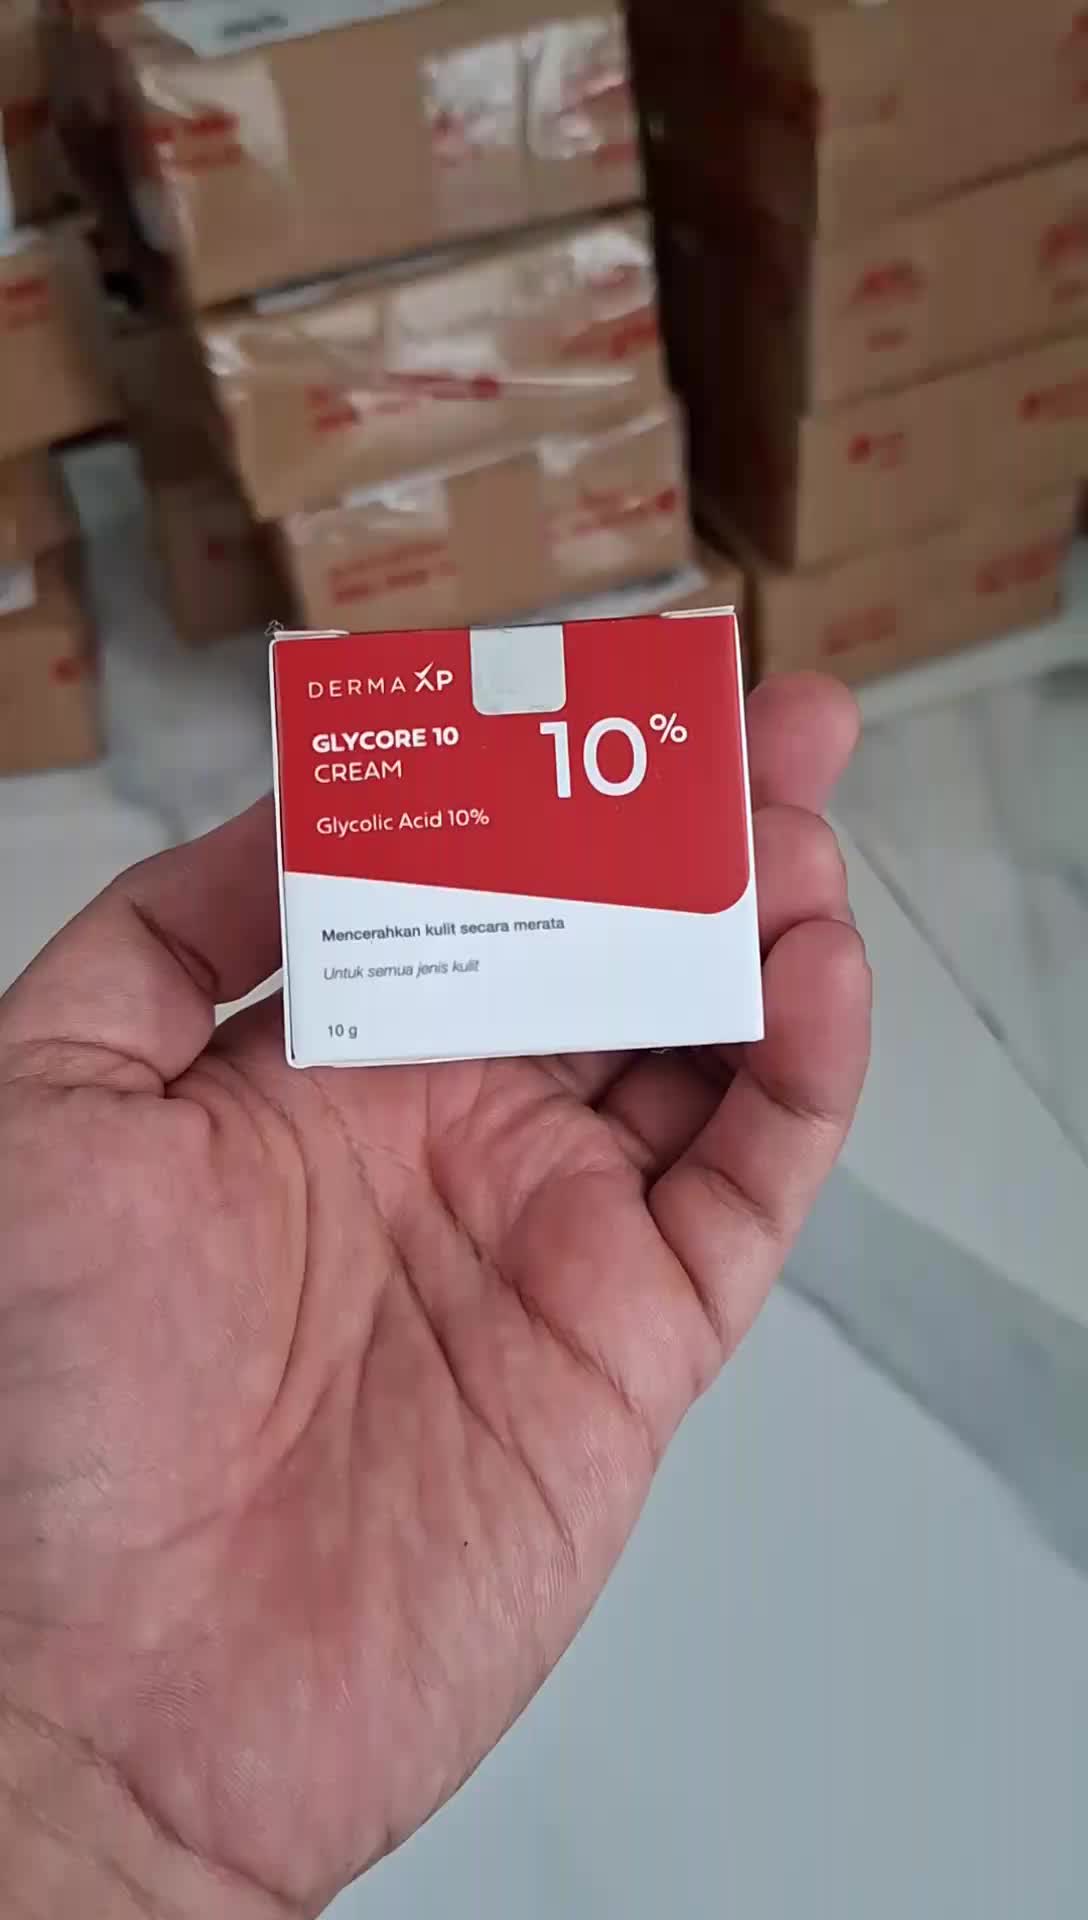 DERMA XP
GLYCORE 10
CREAM
10%
Glycolic Acid 10%
Mencerahkan kulit secara merata
Untuk semua jenis kulit
10 g